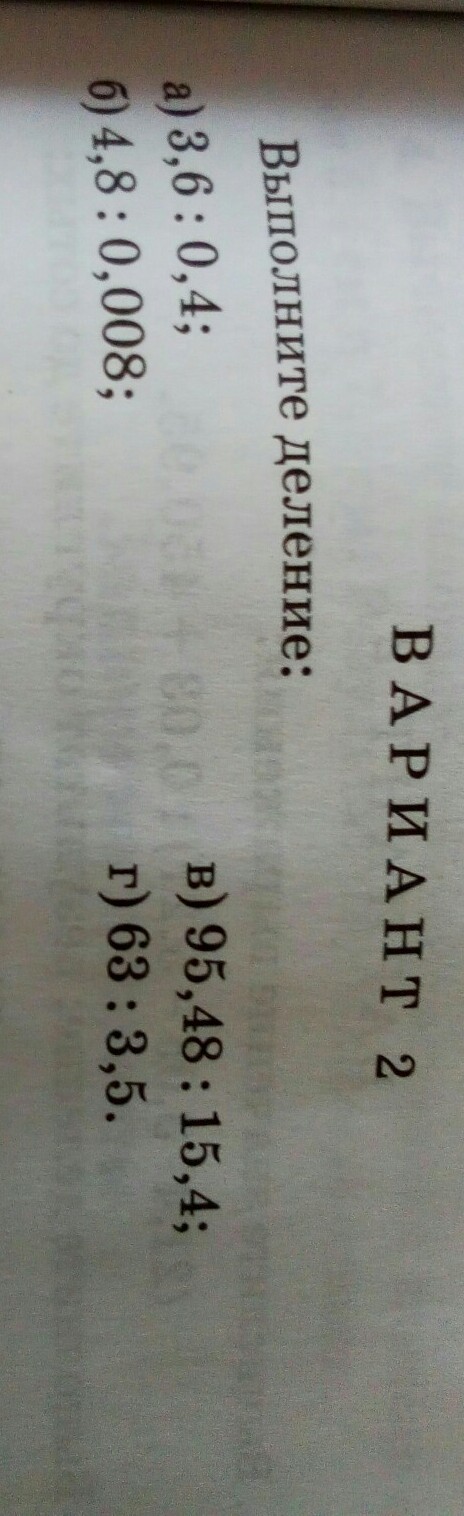 ВАРИАНТ 2
Выполните деление:
а) 3,6 : 0,4;
б) 4,8 : 0,008;
в) 95,48 : 15,4;
г) 63 : 3,5.